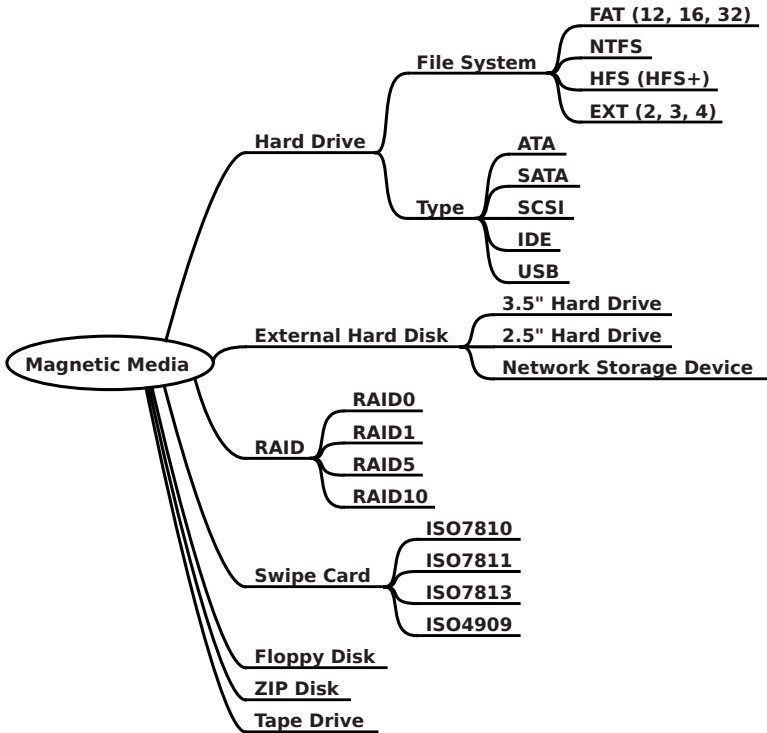 Magnetic Media
Hard Drive
File System
FAT (12, 16, 32)
NTFS
HFS (HFS+)
EXT (2, 3, 4)
Type
ATA
SATA
SCSI
IDE
USB
External Hard Disk
3.5" Hard Drive
2.5" Hard Drive
Network Storage Device
RAID
RAID0
RAID1
RAID5
RAID10
Swipe Card
ISO7810
ISO7811
ISO7813
ISO4909
Floppy Disk
ZIP Disk
Tape Drive